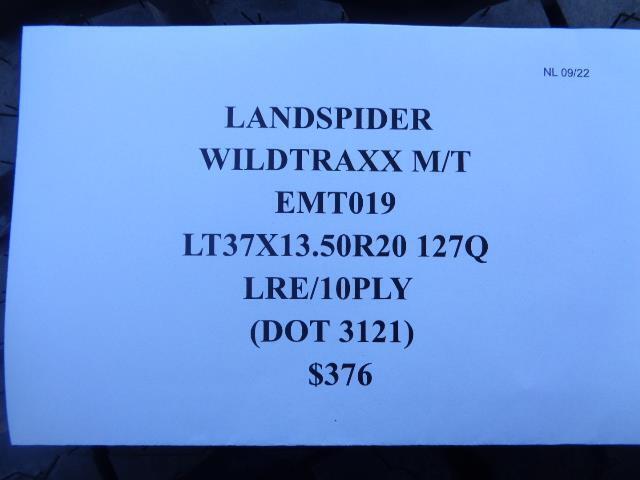 NL 09/22
LANDSPIDER
WILDTRAXX M/T
EMT019
LT37X13.50R20 127Q
LRE/10PLY
(DOT 3121)
$376